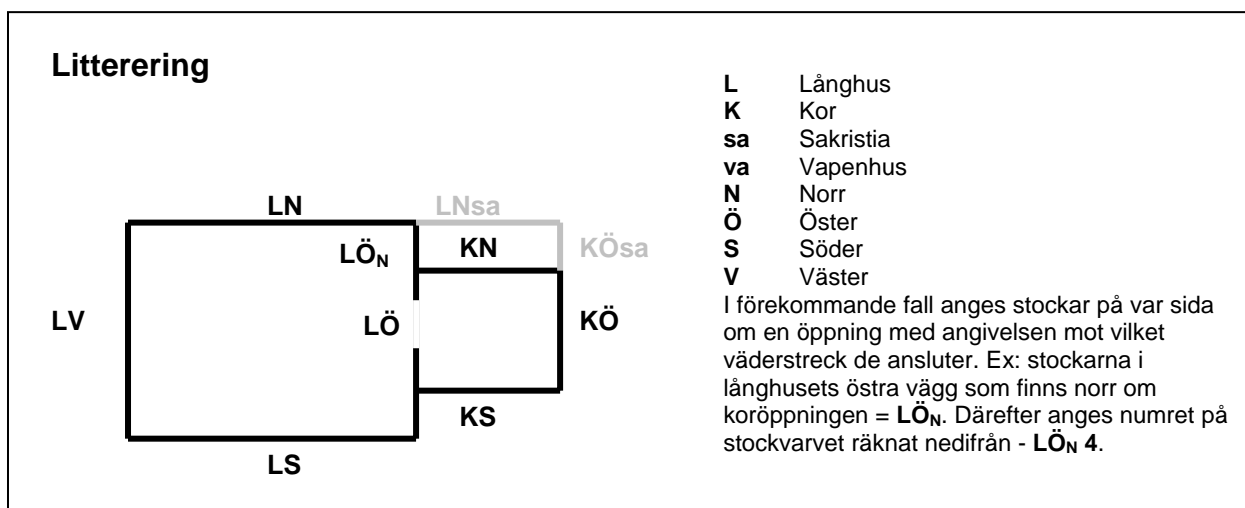 Litterering
LN
LNsa
LÖN
KN
KÖsa
LV
LÖ
KÖ
KS
LS
L Långhus
K Kor
sa Sakristia
va Vapenhus
N Norr
Ö Öster
S Söder
V Väster
I förekommande fall anges stockar på var sida
om en öppning med angivelsen mot vilket
väderstreck de ansluter. Ex: stockarna i
långhusets östra vägg som finns norr om
koröppningen = LÖN. Därefter anges numret på
stockvarvet räknat nedifrån - LÖN 4.